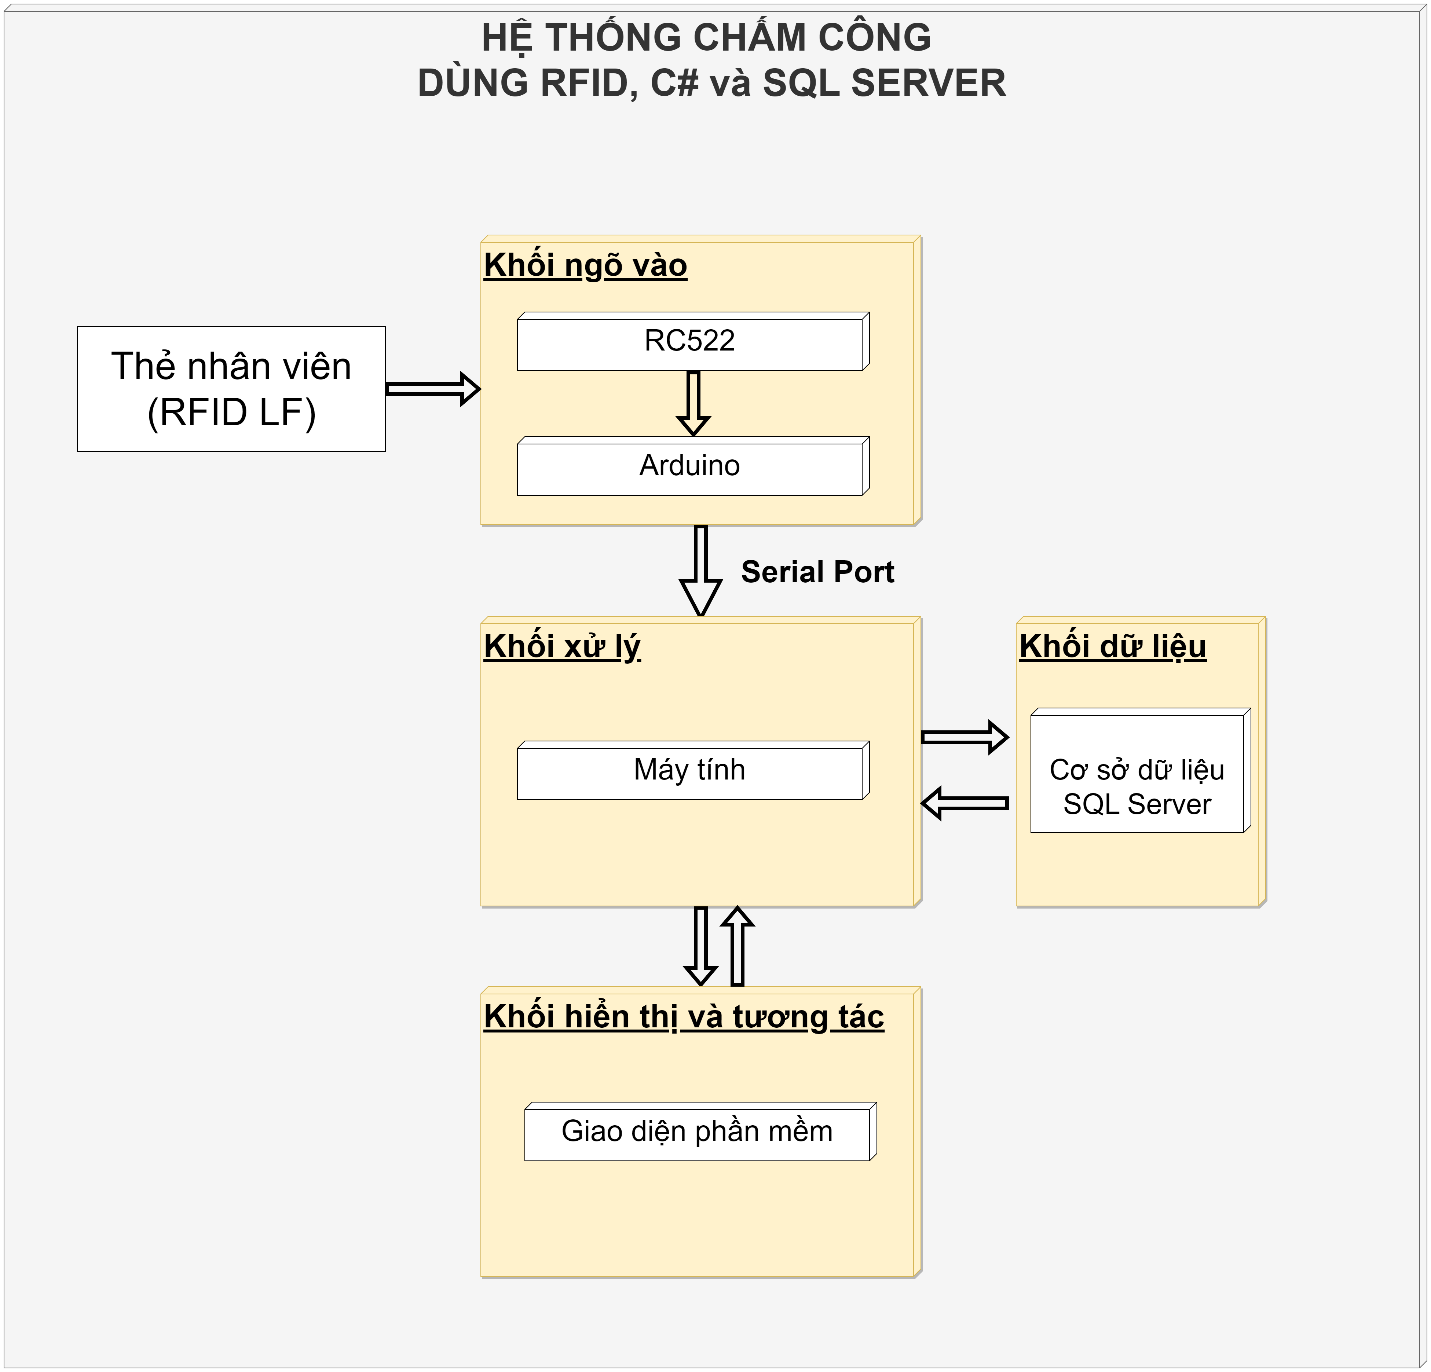 HỆ THỐNG CHẤM CÔNG
DÙNG RFID, C# và SQL SERVER
Khối ngõ vào
RC522
Thẻ nhân viên
(RFID LF)
Arduino
Serial Port
Khối xử lý
Máy tính
Khối dữ liệu
Cơ sở dữ liệu
SQL Server
Khối hiển thị và tương tác
Giao diện phần mềm